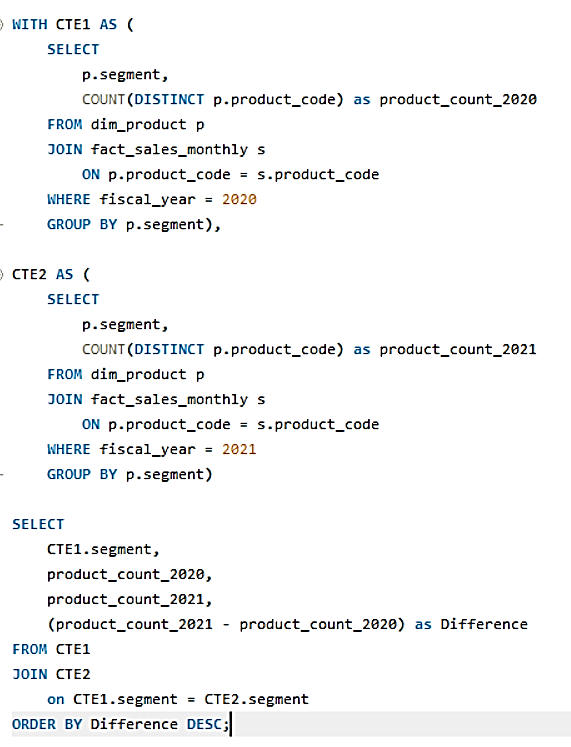 WITH CTE1 AS (
SELECT
p.segment,
COUNT(DISTINCT p.product_code) as product_count_2020
FROM dim_product p
JOIN fact_sales_monthly s
ON p.product_code = s.product_code
WHERE fiscal_year = 2020
GROUP BY p.segment),
CTE2 AS (
SELECT
p.segment,
COUNT(DISTINCT p.product_code) as product_count_2021
FROM dim_product p
JOIN fact_sales_monthly s
ON p.product_code = s.product_code
WHERE fiscal_year = 2021
GROUP BY p.segment)
SELECT
CTE1.segment,
product_count_2020,
product_count_2021,
(product_count_2021 - product_count_2020) as Difference
FROM CTE1
JOIN CTE2
on CTE1.segment = CTE2.segment
ORDER BY Difference DESC;